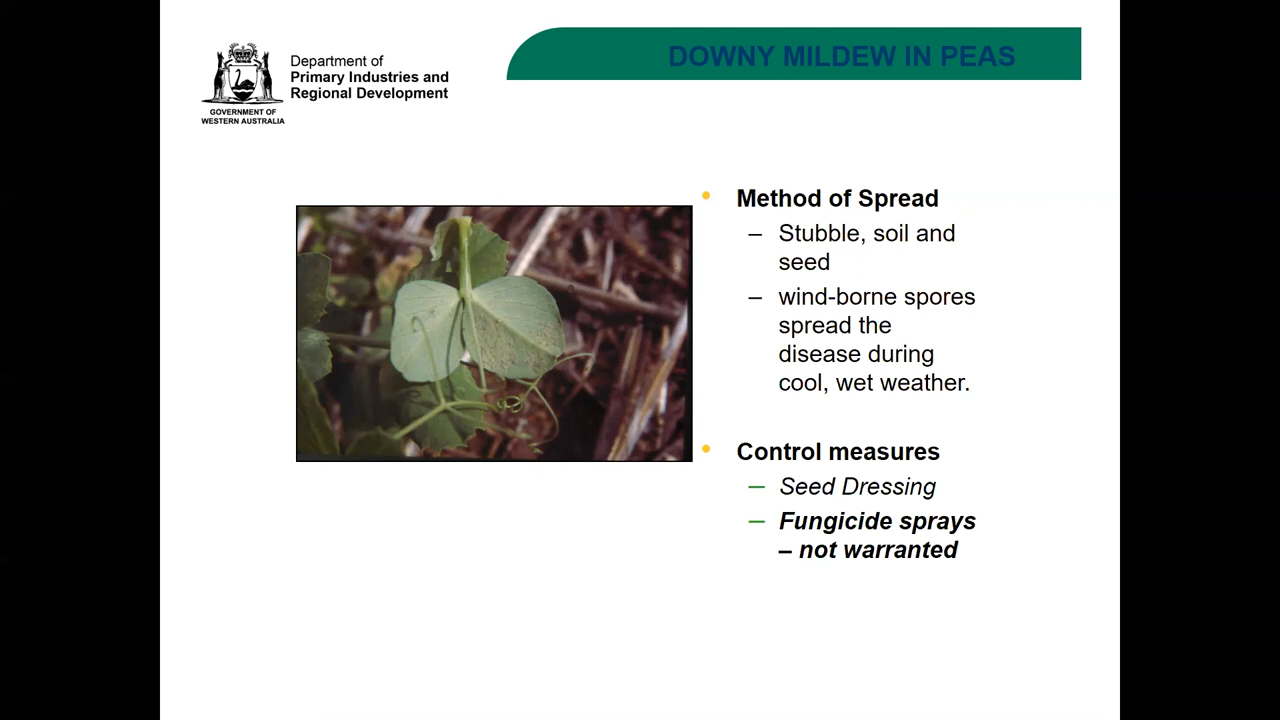 Department of
Primary Industries and
Regional Development
GOVERNMENT OF
WESTERN AUSTRALIA
DOWNY MILDEW IN PEAS
• Method of Spread
– Stubble, soil and
seed
– wind-borne spores
spread the
disease during
cool, wet weather.
• Control measures
– Seed Dressing
– Fungicide sprays
– not warranted